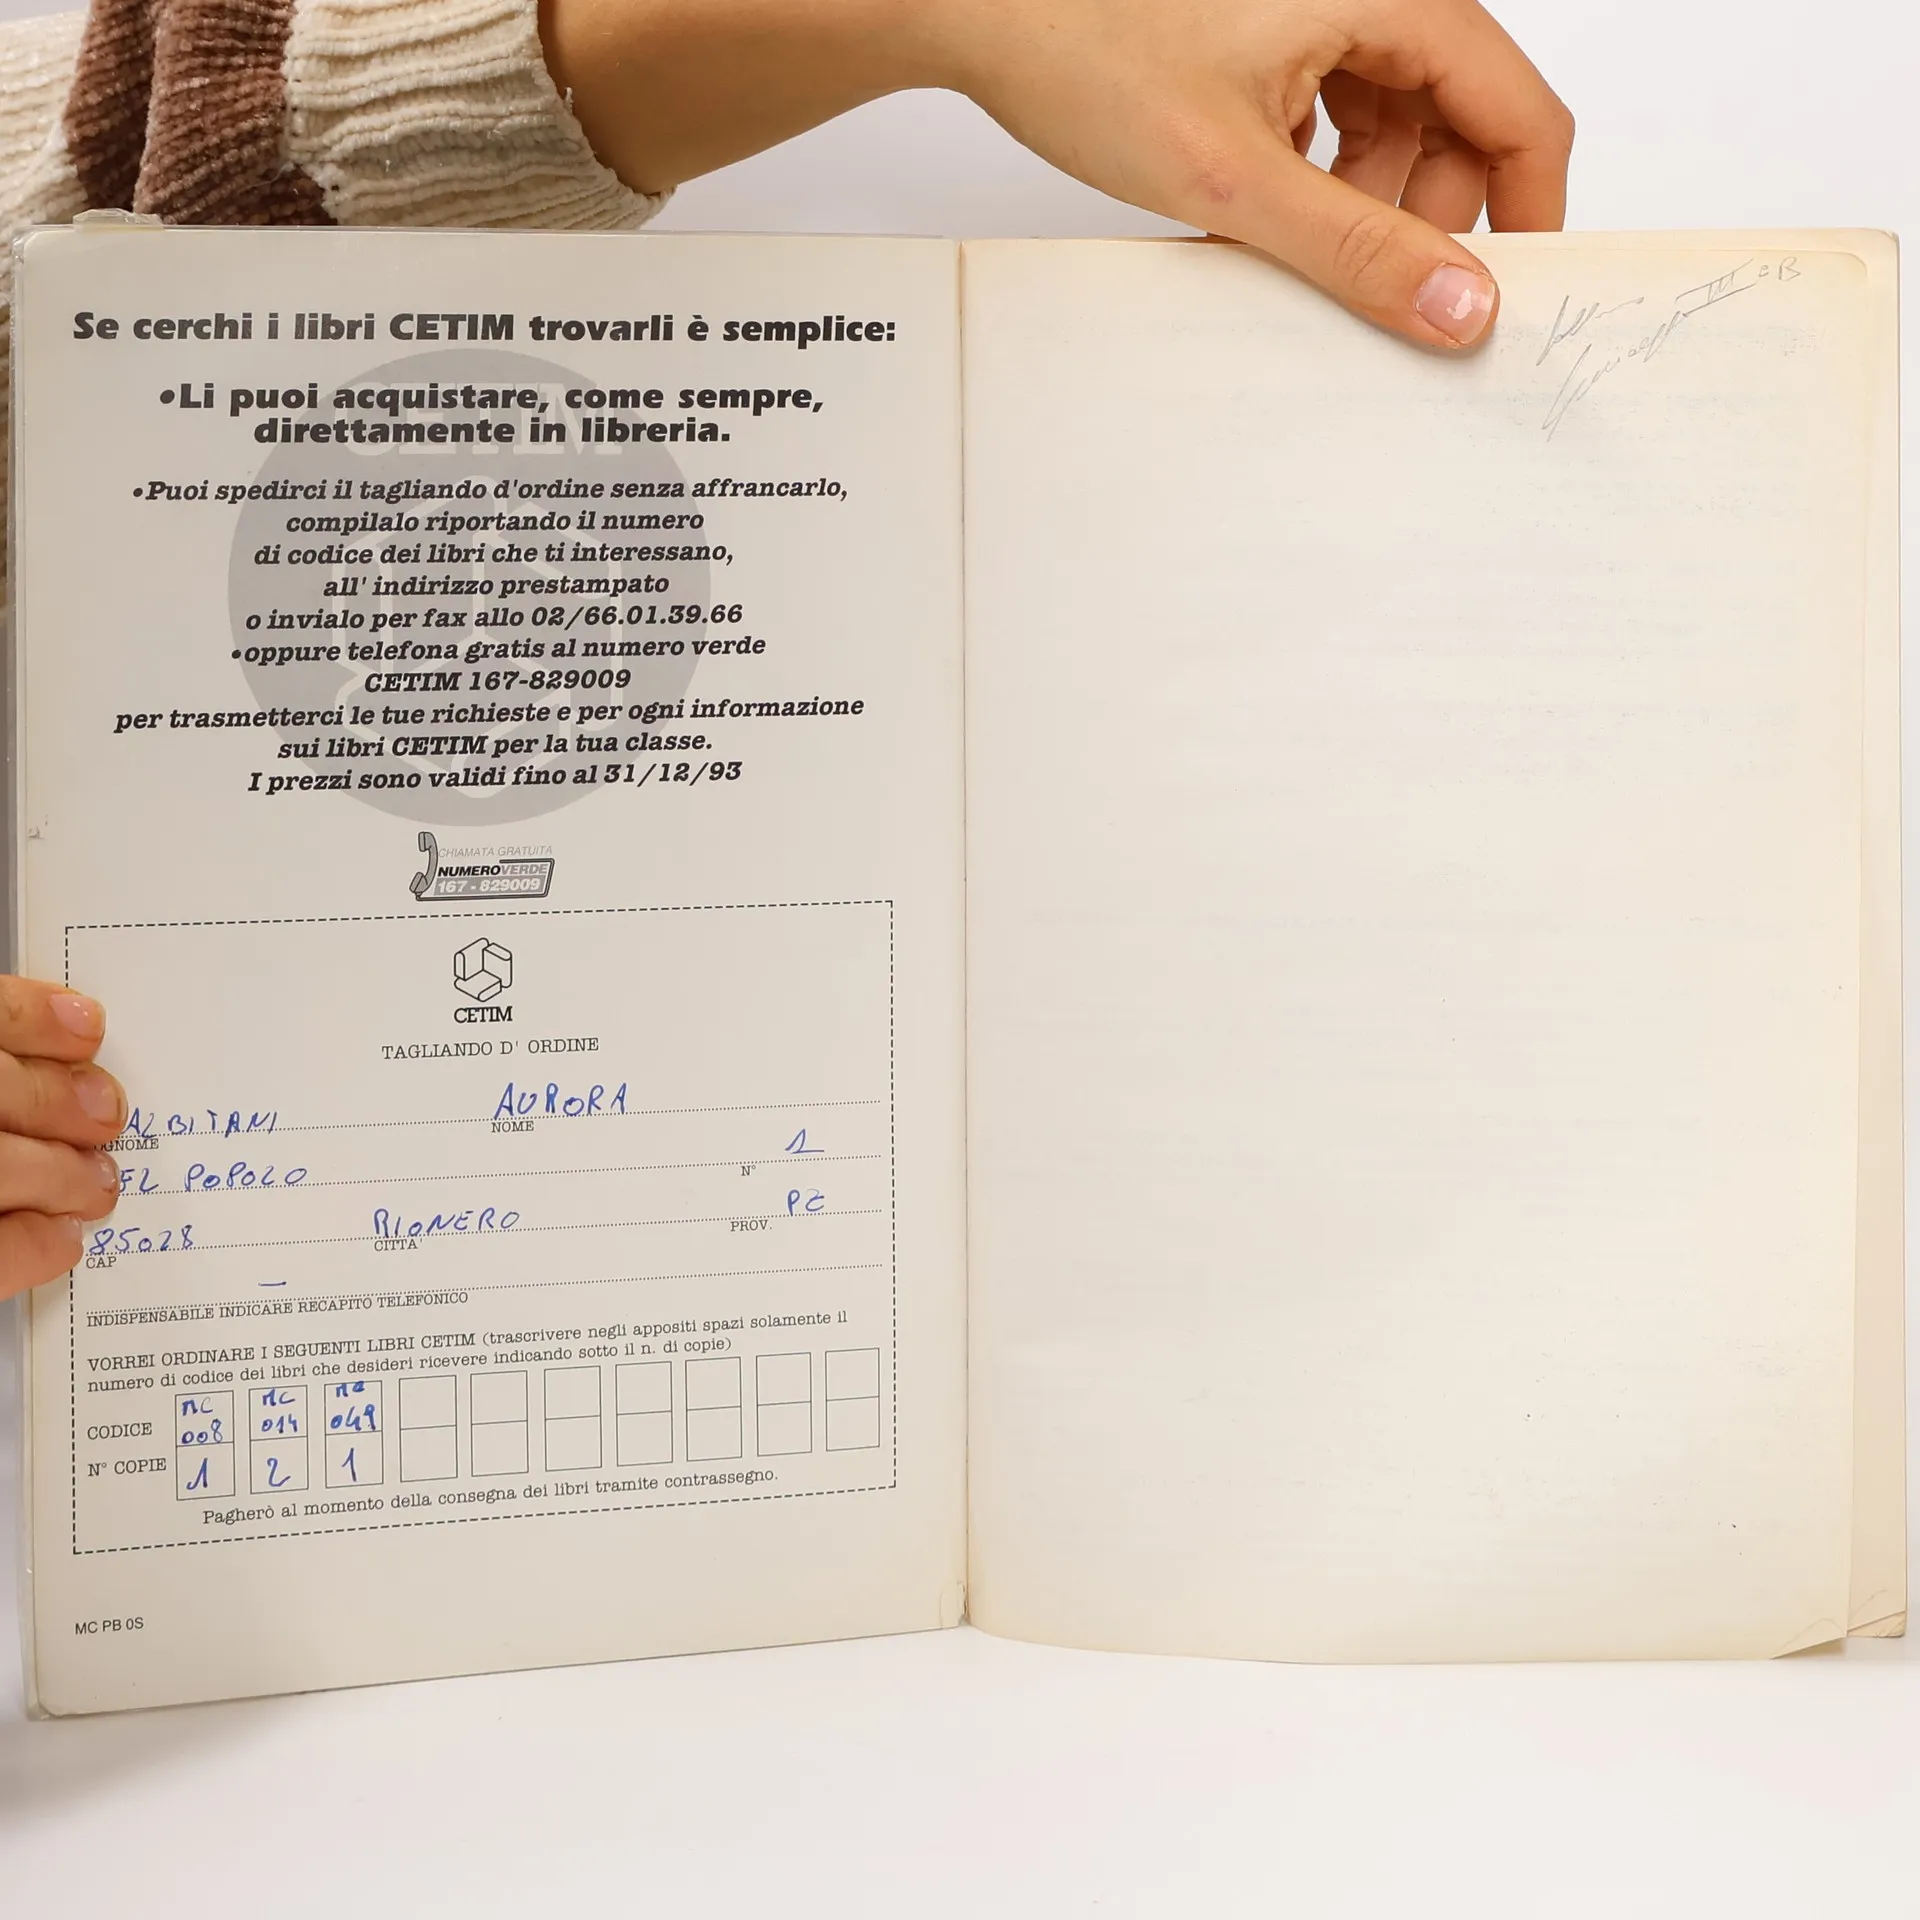 Se cerchi i libri CETIM trovarli è semplice:
•Li puoi acquistare, come sempre,
direttamente in libreria.
•Puoi spedirci il tagliando d'ordine senza affrancarlo,
compilalo riportando il numero
di codice dei libri che ti interessano,
all' indirizzo prestampato
o invialo per fax allo 02/66.01.39.66
•oppure telefona gratis al numero verde
CETIM 167-829009
per trasmetterci le tue richieste e per ogni informazione
sui libri CETIM per la tua classe.
I prezzi sono validi fino al 31/12/93
CHIAMATA GRATUITA
NUMEROVERDE
167-829009
CETIM
TAGLIANDO D' ORDINE
ALBITANI AURORA
OGNOME NOME
EL POPOLO 1
N°
85028 RIONERO PZ
CAP CITTA' PROV.
–
INDISPENSABILE INDICARE RECAPITO TELEFONICO
VORREI ORDINARE I SEGUENTI LIBRI CETIM (trascrivere negli appositi spazi solamente il
numero di codice dei libri che desideri ricevere indicando sotto il n. di copie)
MC MC
CODICE 008 014 049
N° COPIE 1 2 1
Pagherò al momento della consegna dei libri tramite contrassegno.
MC PB 0S
III B